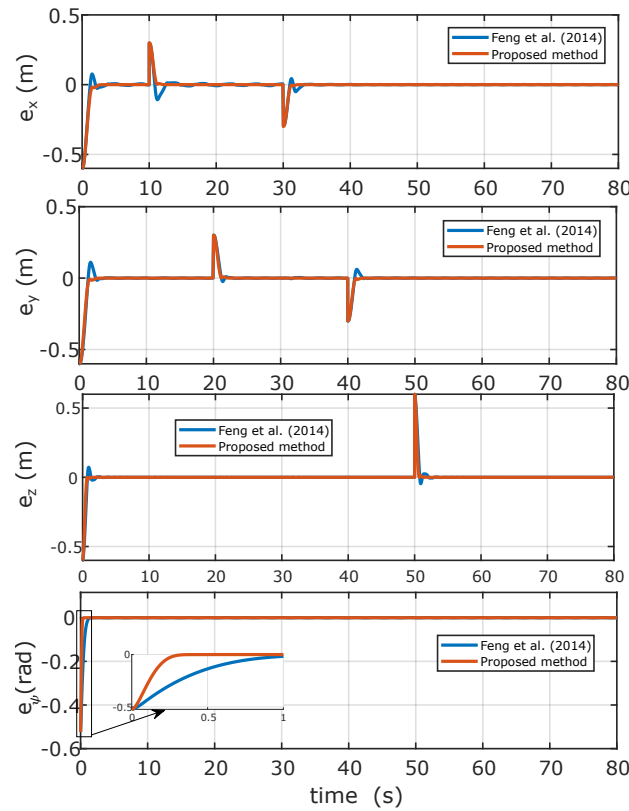 0.5
0
-0.5
e_x (m)
Feng et al. (2014)
Proposed method
0 10 20 30 40 50 60 70 80
0.5
0
-0.5
e_y (m)
Feng et al. (2014)
Proposed method
0 10 20 30 40 50 60 70 80
0.5
0
-0.5
e_z (m)
Feng et al. (2014)
Proposed method
0 10 20 30 40 50 60 70 80
0
-0.2
-0.4
-0.6
e_ψ(rad)
0
-0.5
0 0.5 1
Feng et al. (2014)
Proposed method
0 10 20 30 40 50 60 70 80
time (s)